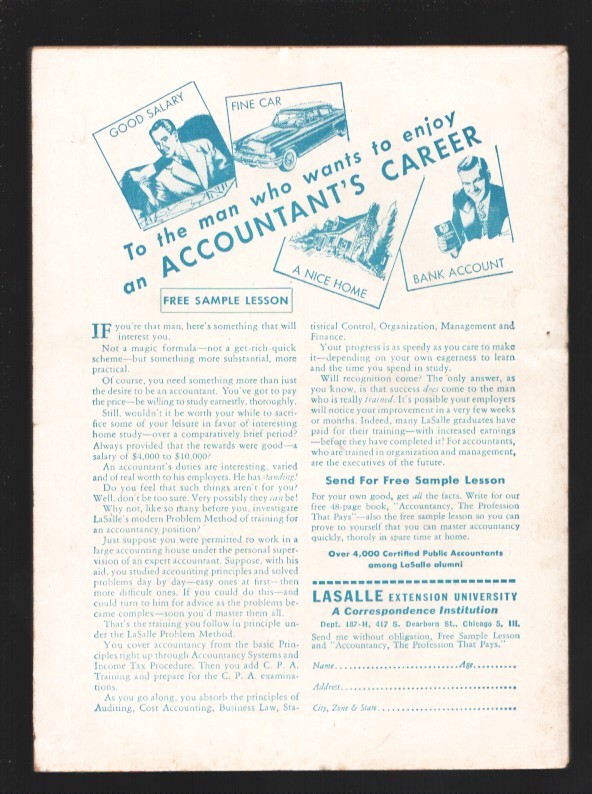 GOOD SALARY
FINE CAR
To the man who wants to enjoy
an ACCOUNTANT'S CAREER
A NICE HOME
BANK ACCOUNT
FREE SAMPLE LESSON
IF you're that man, here's something that will
interest you.
Not a magic formula—not a get-rich-quick
scheme—but something more substantial, more
practical.
Of course, you need something more than just
the desire to be an accountant. You've got to pay
the price—be willing to study earnestly, thoroughly.
Still, wouldn't it be worth your while to sacri-
fice some of your leisure in favor of interesting
home study—over a comparatively brief period?
Always provided that the rewards were good—a
salary of $4,000 to $10,000?
An accountant's duties are interesting, varied
and of real worth to his employers. He has standing!
Do you feel that such things aren't for you?
Well, don't be too sure. Very possibly they can be!
Why not, like so many before you, investigate
LaSalle's modern Problem Method of training for
an accountancy position?
Just suppose you were permitted to work in a
large accounting house under the personal super-
vision of an expert accountant. Suppose, with his
aid, you studied accounting principles and solved
problems day by day—easy ones at first—then
more difficult ones. If you could do this—and
could turn to him for advice as the problems be-
came complex—soon you'd master them all.
That's the training you follow in principle un-
der the LaSalle Problem Method.
You cover accountancy from the basic Prin-
ciples right up through Accountancy Systems and
Income Tax Procedure. Then you add C. P. A.
Training and prepare for the C. P. A. examina-
tions.
As you go along, you absorb the principles of
Auditing, Cost Accounting, Business Law, Sta-
tistical Control, Organization, Management and
Finance.
Your progress is as speedy as you care to make
it—depending on your own eagerness to learn
and the time you spend in study.
Will recognition come? The only answer, as
you know, is that success does come to the man
who is really trained. It's possible your employers
will notice your improvement in a very few weeks
or months. Indeed, many LaSalle graduates have
paid for their training—with increased earnings
—before they have completed it! For accountants,
who are trained in organization and management,
are the executives of the future.
Send For Free Sample Lesson
For your own good, get all the facts. Write for our
free 48-page book, "Accountancy, The Profession
That Pays"—also the free sample lesson so you can
prove to yourself that you can master accountancy
quickly, thoroly in spare time at home.
Over 4,000 Certified Public Accountants
among LaSalle alumni
LASALLE EXTENSION UNIVERSITY
A Correspondence Institution
Dept. 187-H, 417 S. Dearborn St., Chicago 5, Ill.
Send me without obligation, Free Sample Lesson
and "Accountancy, The Profession That Pays."
Name..............................Age..........
Address........................................
City, Zone & State..............................